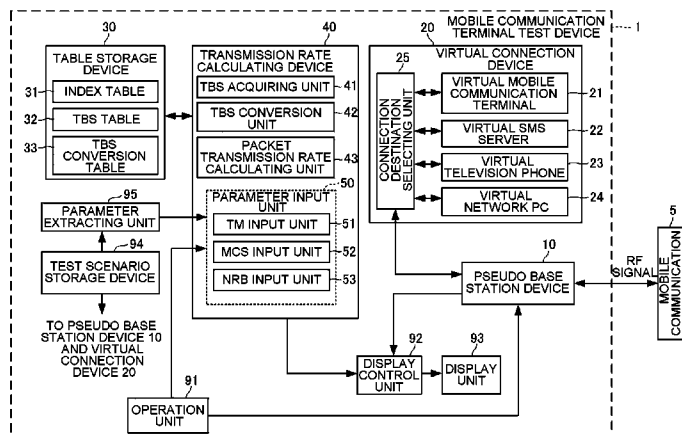 MOBILE COMMUNICATION
TERMINAL TEST DEVICE
1
30
TABLE STORAGE
DEVICE
31
INDEX TABLE
32
TBS TABLE
33
TBS
CONVERSION
TABLE
40
TRANSMISSION RATE
CALCULATING DEVICE
TBS ACQUIRING UNIT
41
TBS CONVERSION
UNIT
42
PACKET
TRANSMISSION RATE
CALCULATING UNIT
43
50
PARAMETER INPUT
UNIT
TM INPUT UNIT
51
MCS INPUT UNIT
52
NRB INPUT UNIT
53
20
VIRTUAL CONNECTION
DEVICE
25
CONNECTION
DESTINATION
SELECTING UNIT
VIRTUAL MOBILE
COMMUNICATION
TERMINAL
21
VIRTUAL SMS
SERVER
22
VIRTUAL
TELEVISION PHONE
23
VIRTUAL
NETWORK PC
24
95
PARAMETER
EXTRACTING UNIT
94
TEST SCENARIO
STORAGE DEVICE
TO PSEUDO BASE
STATION DEVICE 10
AND VIRTUAL
CONNECTION
DEVICE 20
91
OPERATION
UNIT
10
PSEUDO BASE
STATION DEVICE
RF
SIGNAL
5
MOBILE
COMMUNICATION
92
DISPLAY
CONTROL
UNIT
93
DISPLAY
UNIT